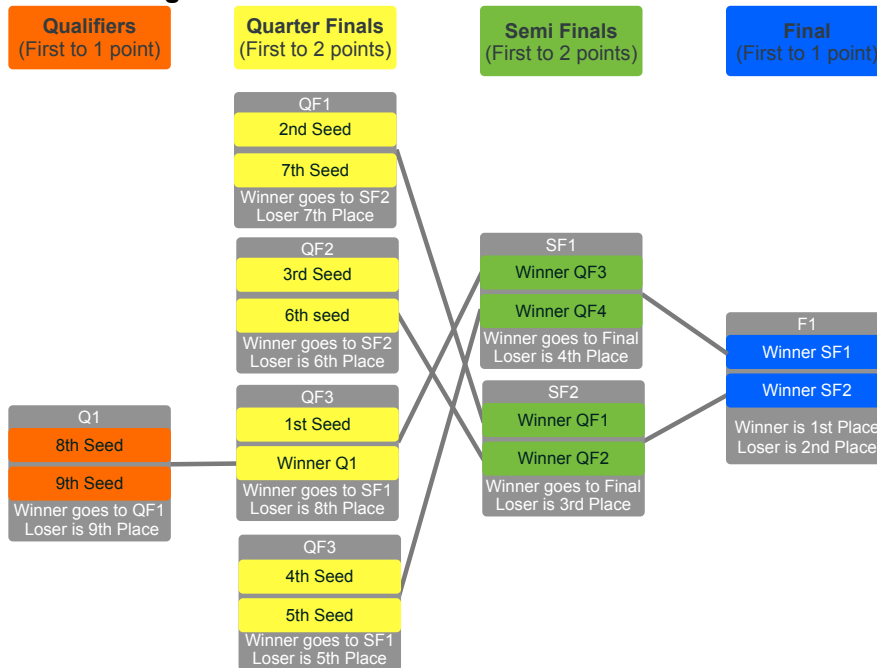 Qualifiers
(First to 1 point)
Quarter Finals
(First to 2 points)
Semi Finals
(First to 2 points)
Final
(First to 1 point)
QF1
2nd Seed
7th Seed
Winner goes to SF2
Loser 7th Place
QF2
3rd Seed
6th seed
Winner goes to SF2
Loser is 6th Place
SF1
Winner QF3
Winner QF4
Winner goes to Final
Loser is 4th Place
F1
Winner SF1
Winner SF2
Winner is 1st Place
Loser is 2nd Place
QF3
1st Seed
Winner Q1
Winner goes to SF1
Loser is 8th Place
SF2
Winner QF1
Winner QF2
Winner goes to Final
Loser is 3rd Place
Q1
8th Seed
9th Seed
Winner goes to QF1
Loser is 9th Place
QF3
4th Seed
5th Seed
Winner goes to SF1
Loser is 5th Place